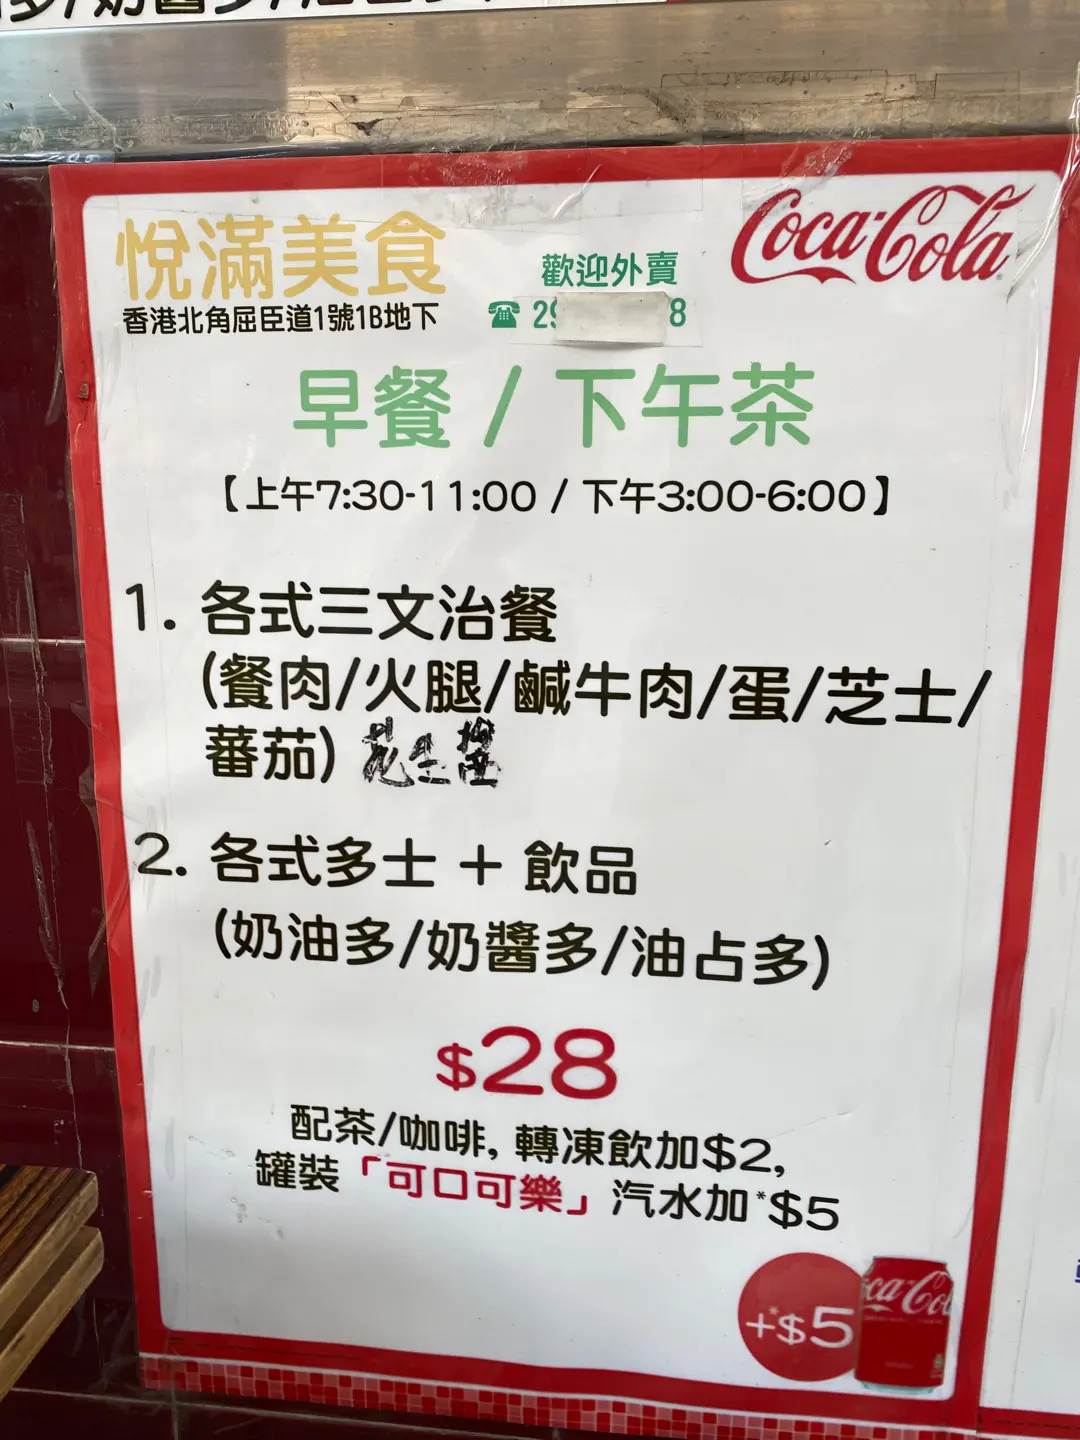 悅滿美食
香港北角屈臣道1號1B地下
歡迎外賣
☎ 29 8
Coca-Cola
早餐 / 下午茶
【上午7:30-11:00 / 下午3:00-6:00】
1. 各式三文治餐
(餐肉/火腿/鹹牛肉/蛋/芝士/
蕃茄) 花生醬
2. 各式多士 + 飲品
(奶油多/奶醬多/油占多)
$28
配茶/咖啡, 轉凍飲加$2,
罐裝「可口可樂」汽水加*$5
+*$5